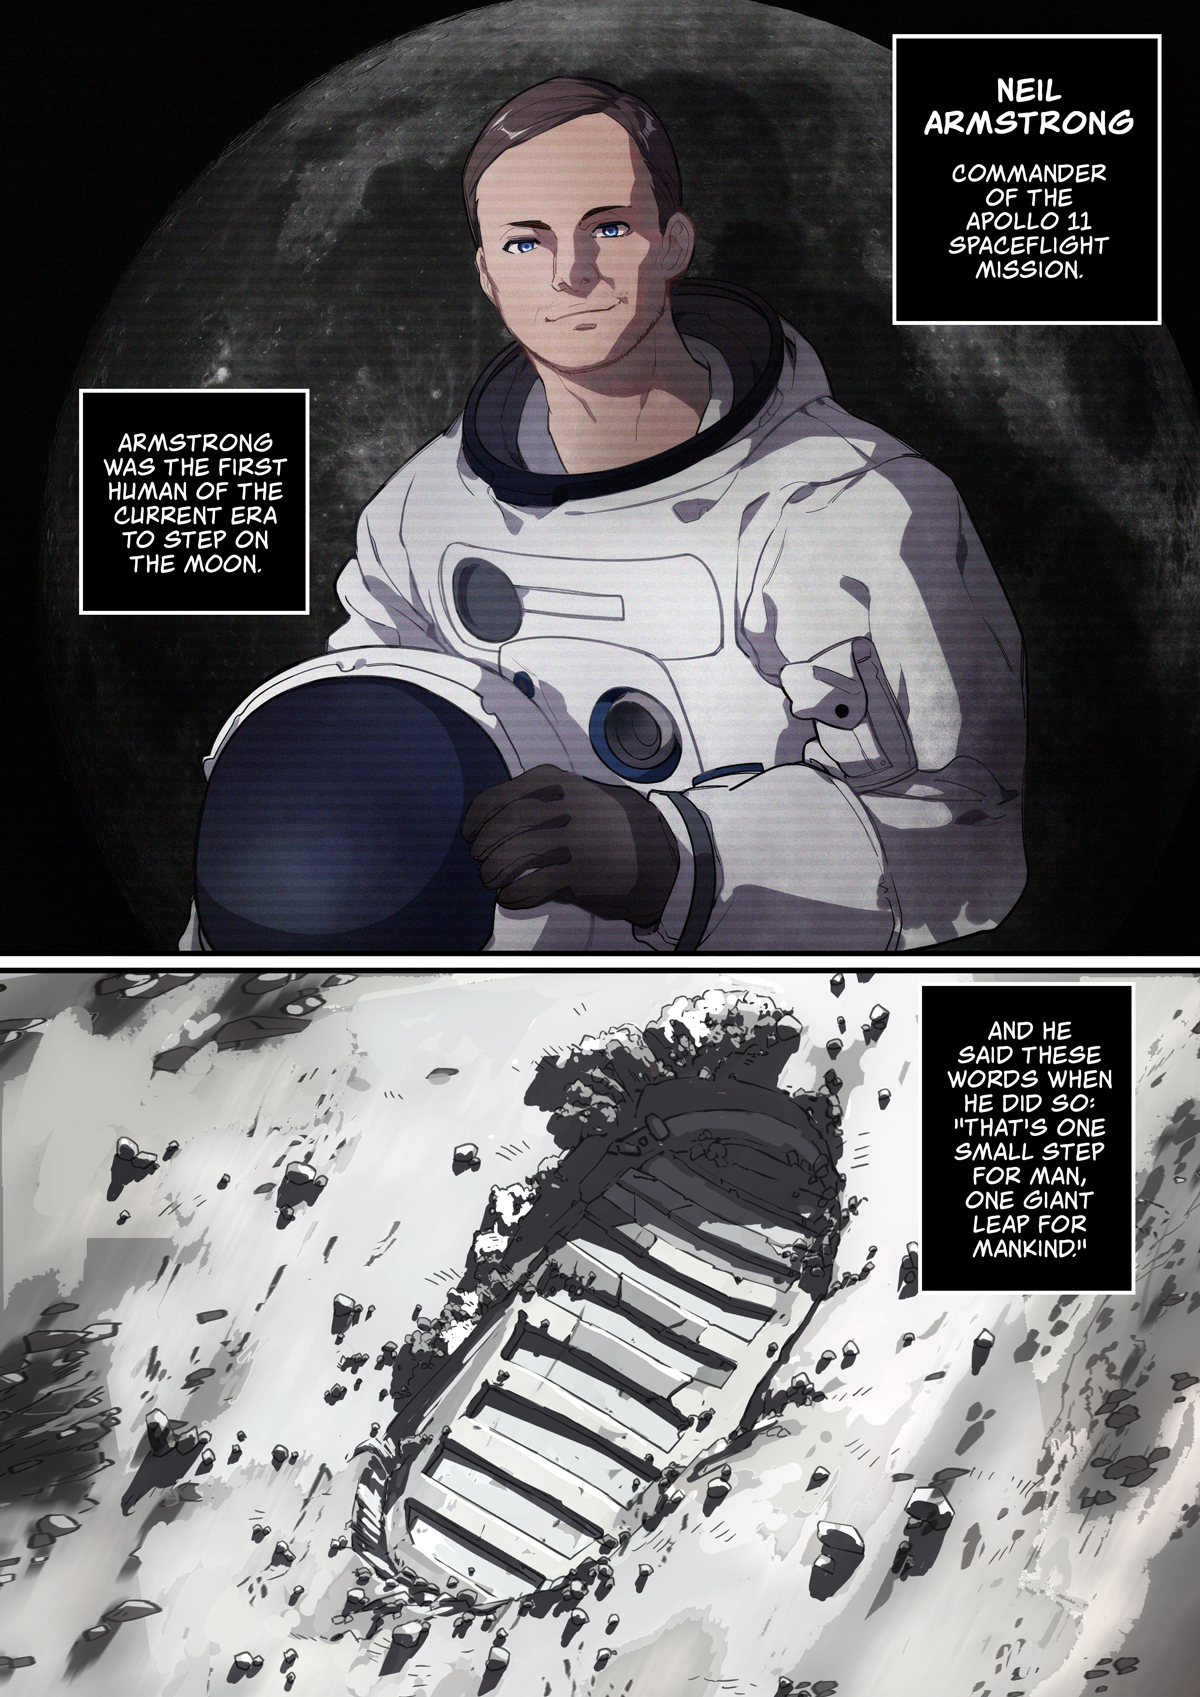 NEIL
ARMSTRONG
COMMANDER
OF THE
APOLLO 11
SPACEFLIGHT
MISSION.
ARMSTRONG
WAS THE FIRST
HUMAN OF THE
CURRENT ERA
TO STEP ON
THE MOON.
AND HE
SAID THESE
WORDS WHEN
HE DID SO:
"THAT'S ONE
SMALL STEP
FOR MAN,
ONE GIANT
LEAP FOR
MANKIND."